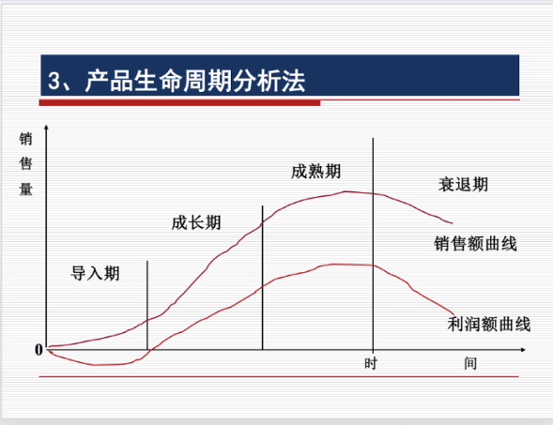 3、产品生命周期分析法
销
售
量
成熟期
衰退期
成长期
销售额曲线
导入期
利润额曲线
0
时 间